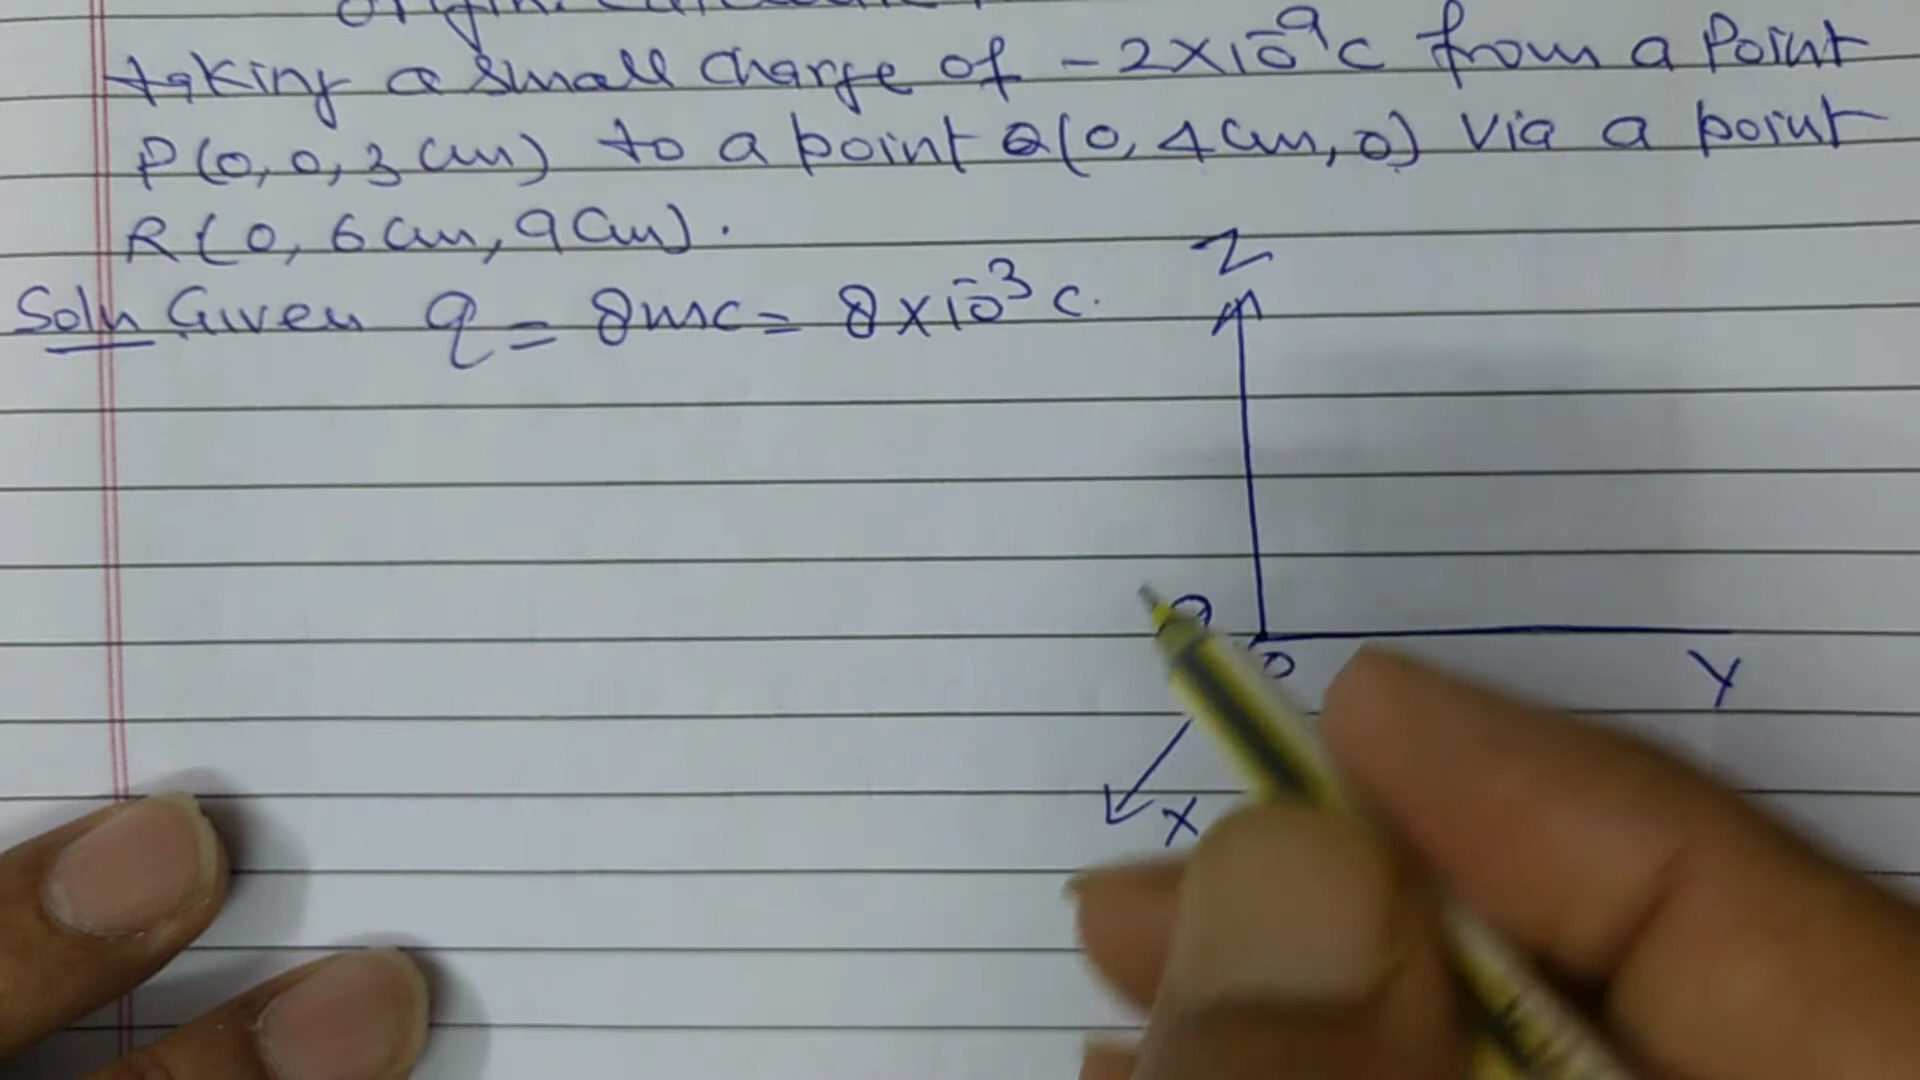 taking a small charge of -2×10⁻⁹c from a Point
P(0,0,3cm) to a point Q(0,4cm,0) via a point
R(0,6cm,9cm).
Soln Given q = 8mc = 8×10⁻³c.
Z
O
Y
X